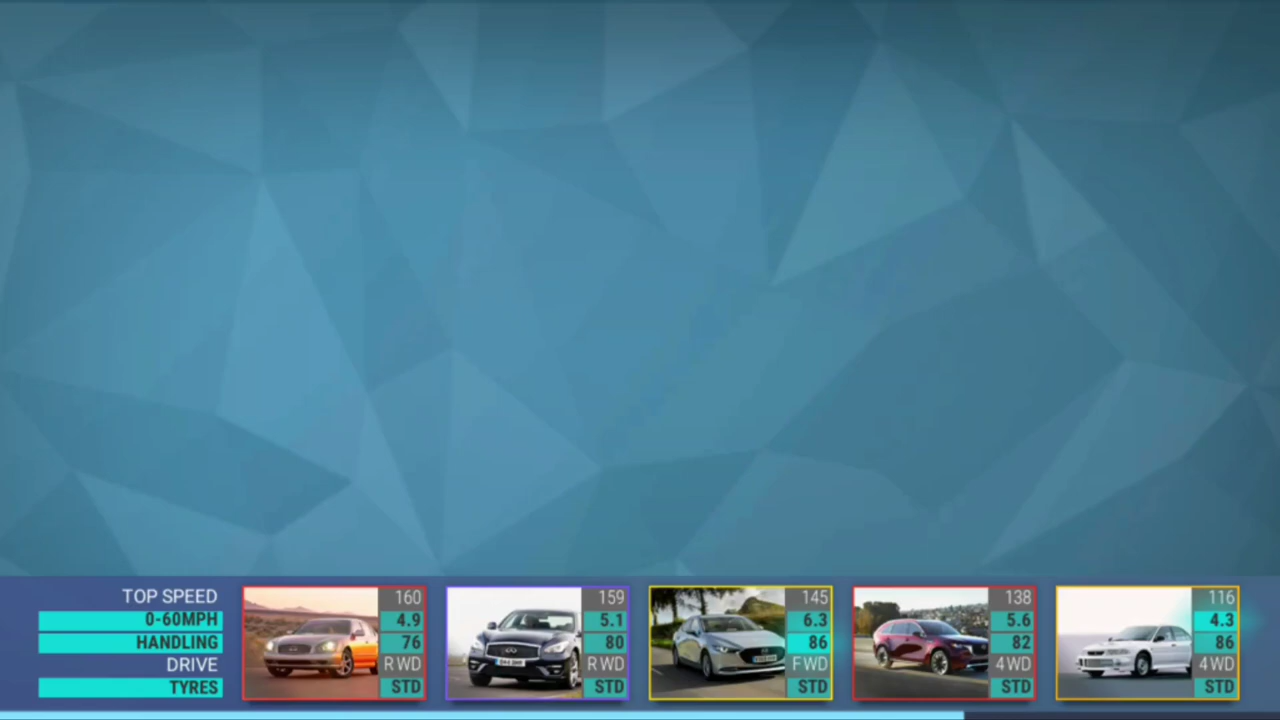 TOP SPEED 160 159 145 138 116
0-60MPH 4.9 5.1 6.3 5.6 4.3
HANDLING 76 80 86 82 86
DRIVE RWD RWD FWD 4WD 4WD
TYRES STD STD STD STD STD